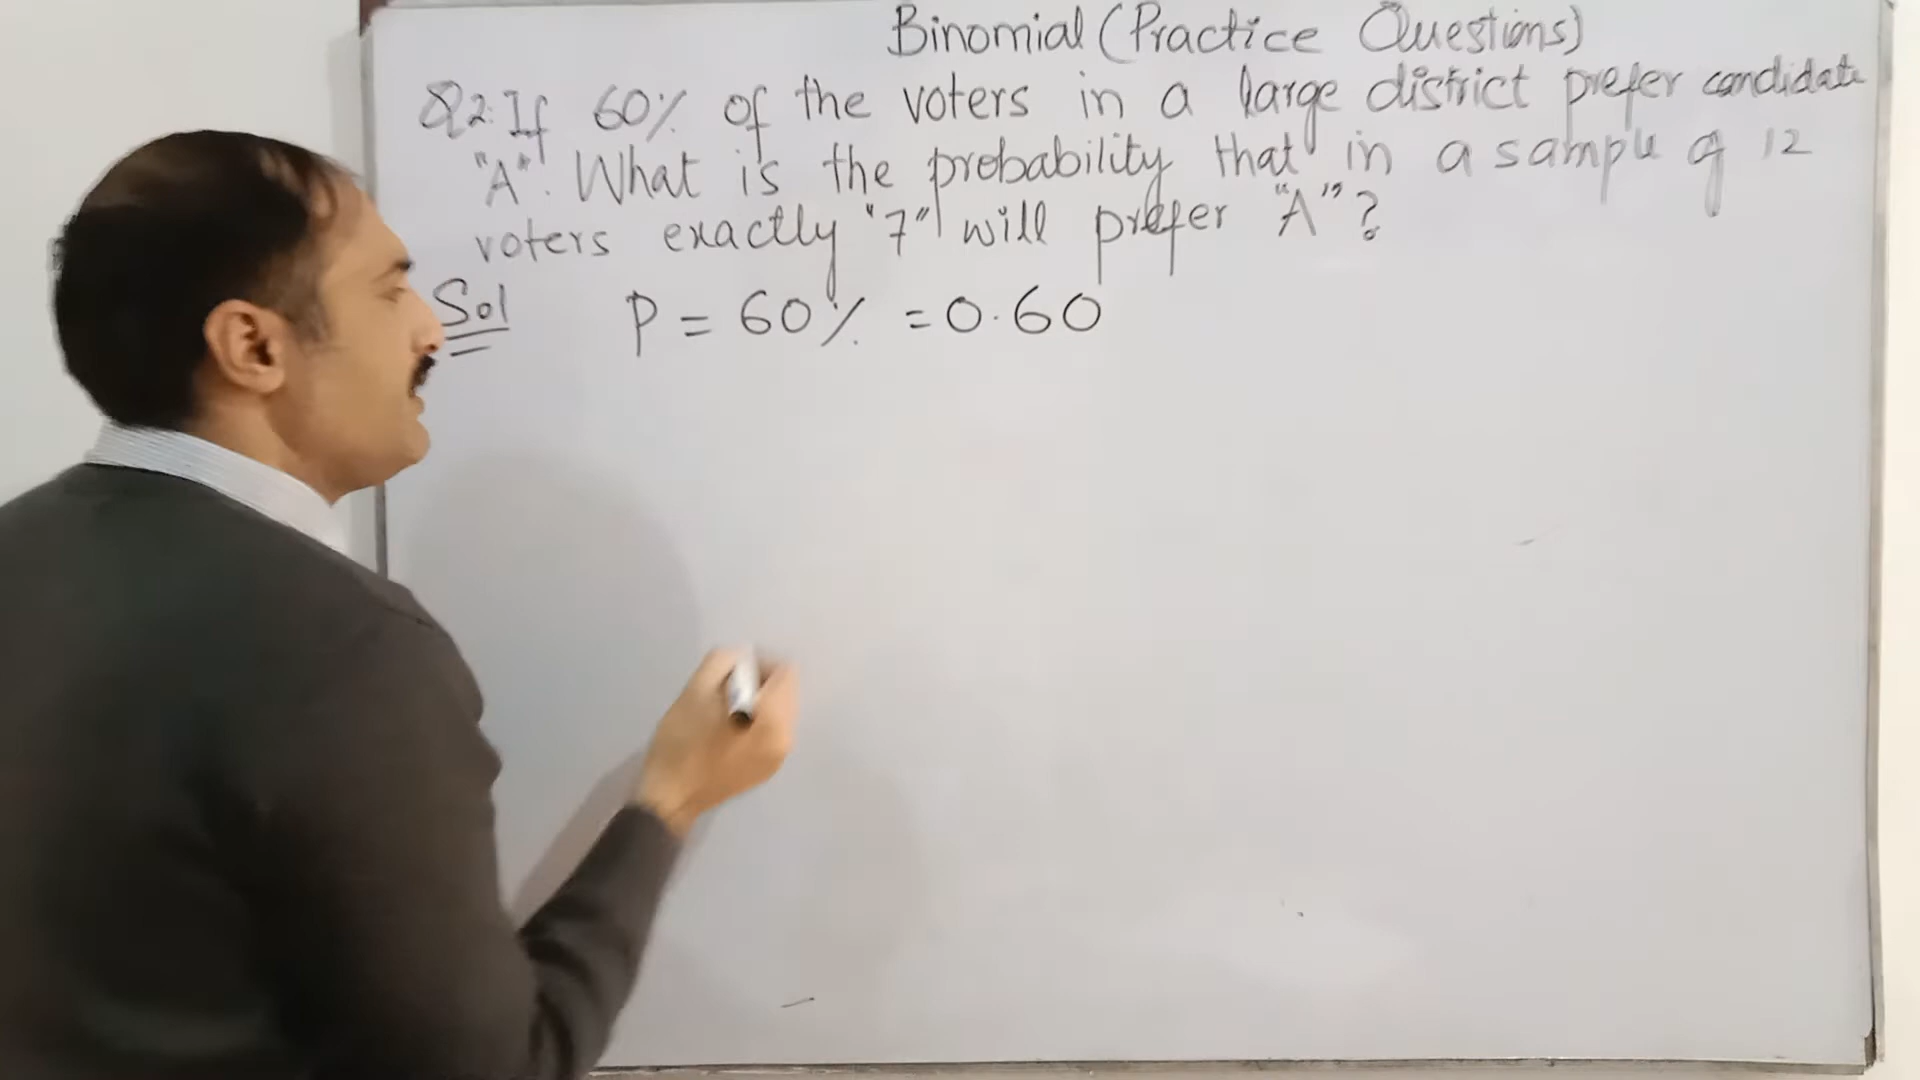 Binomial (Practice Questions)
Q2: If 60% of the voters in a large district prefer candidate
"A". What is the probability that in a sample of 12
voters exactly "7" will prefer "A"?
Sol P = 60% = 0.60